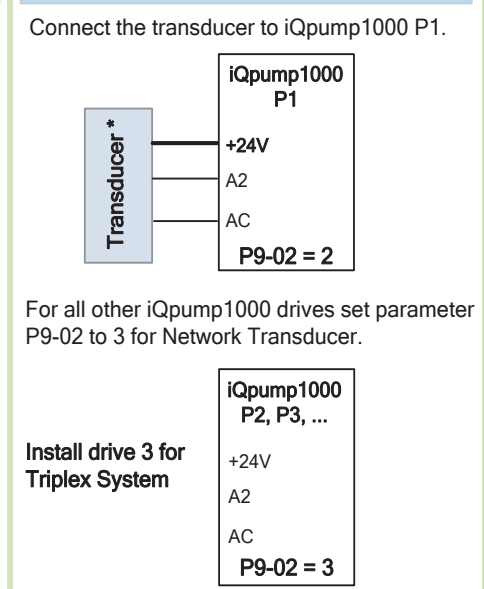 Connect the transducer to iQpump1000 P1.
iQpump1000
P1
Transducer *
+24V
A2
AC
P9-02 = 2
For all other iQpump1000 drives set parameter
P9-02 to 3 for Network Transducer.
iQpump1000
P2, P3, ...
Install drive 3 for
Triplex System
+24V
A2
AC
P9-02 = 3